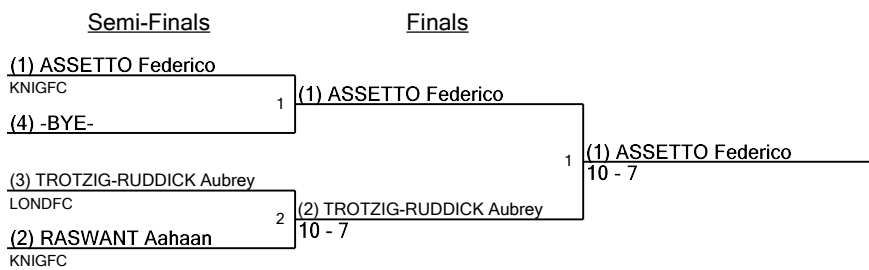 Semi-Finals
Finals
(1) ASSETTO Federico
KNIGFC
1
(1) ASSETTO Federico
(4) -BYE-
1
(1) ASSETTO Federico
10 - 7
(3) TROTZIG-RUDDICK Aubrey
LONDFC
2
(2) TROTZIG-RUDDICK Aubrey
10 - 7
(2) RASWANT Aahaan
KNIGFC